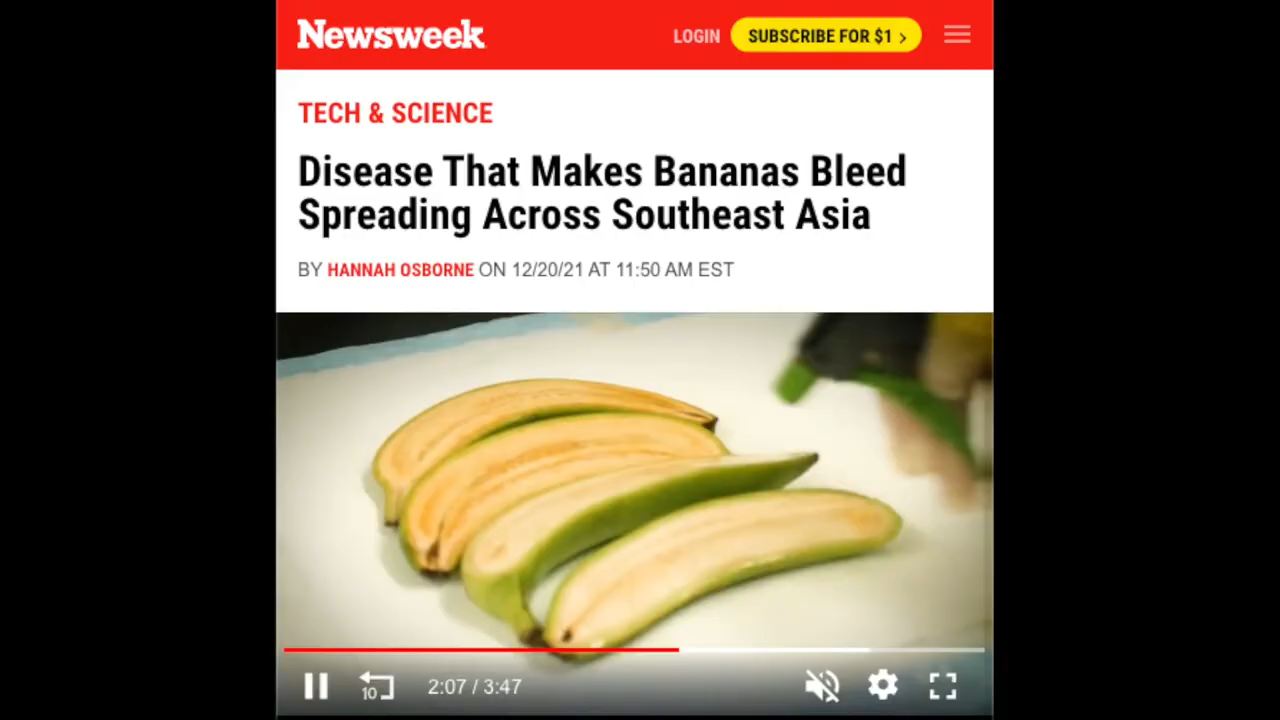 Newsweek
LOGIN
SUBSCRIBE FOR $1 >
TECH & SCIENCE
Disease That Makes Bananas Bleed
Spreading Across Southeast Asia
BY HANNAH OSBORNE ON 12/20/21 AT 11:50 AM EST
10
2:07 / 3:47